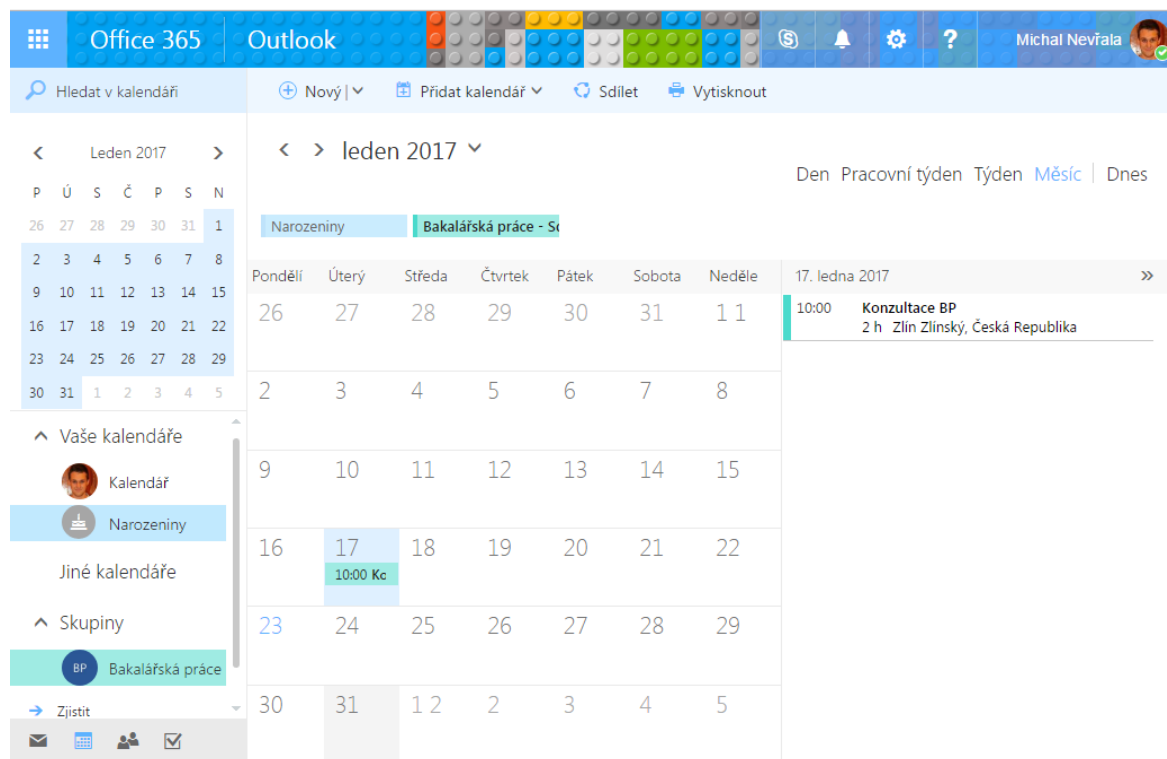 Office 365 Outlook S ? Michal Nevřala
Hledat v kalendáři Nový Přidat kalendář Sdílet Vytisknout
Leden 2017
P Ú S Č P S N
26 27 28 29 30 31 1
2 3 4 5 6 7 8
9 10 11 12 13 14 15
16 17 18 19 20 21 22
23 24 25 26 27 28 29
30 31 1 2 3 4 5
Vaše kalendáře
Kalendář
Narozeniny
Jiné kalendáře
Skupiny
BP Bakalářská práce
Zjistit
leden 2017
Den Pracovní týden Týden Měsíc Dnes
Narozeniny Bakalářská práce - Sc
Pondělí Úterý Středa Čtvrtek Pátek Sobota Neděle
26 27 28 29 30 31 1 1
2 3 4 5 6 7 8
9 10 11 12 13 14 15
16 17 18 19 20 21 22
10:00 Kc
23 24 25 26 27 28 29
30 31 1 2 2 3 4 5
17. ledna 2017
10:00 Konzultace BP
2 h Zlín Zlínský, Česká Republika